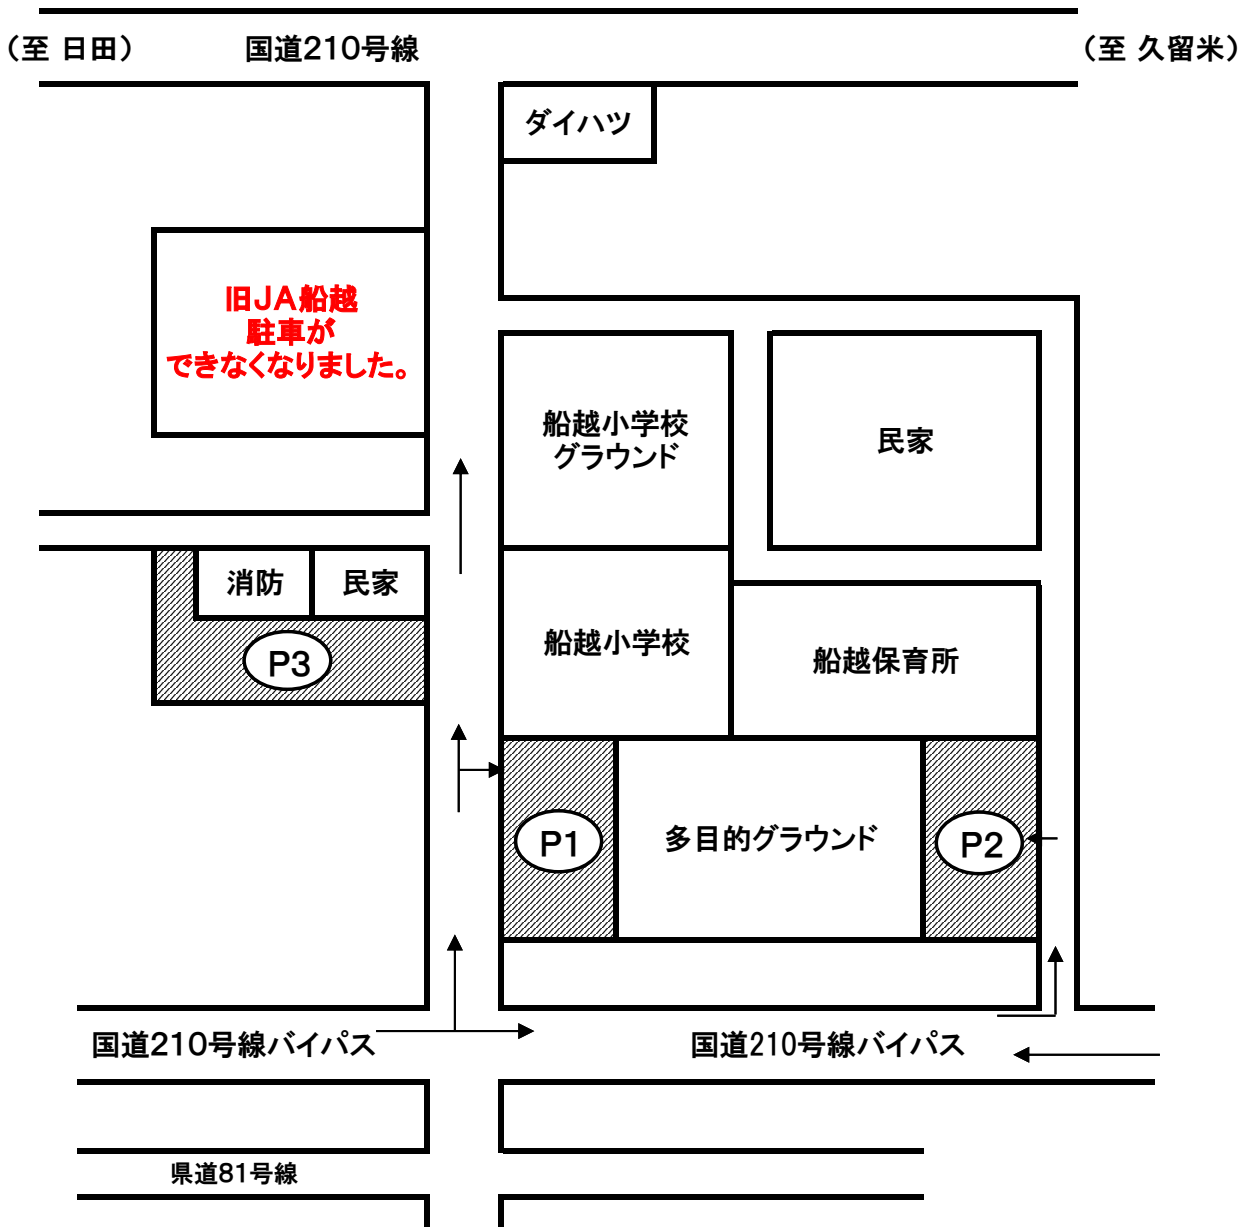 （至 日田）
国道210号線
（至 久留米）
ダイハツ
旧JA船越
駐車が
できなくなりました。
船越小学校
グラウンド
民家
消防
民家
P3
船越小学校
船越保育所
P1
多目的グラウンド
P2
国道210号線バイパス
国道210号線バイパス
県道81号線